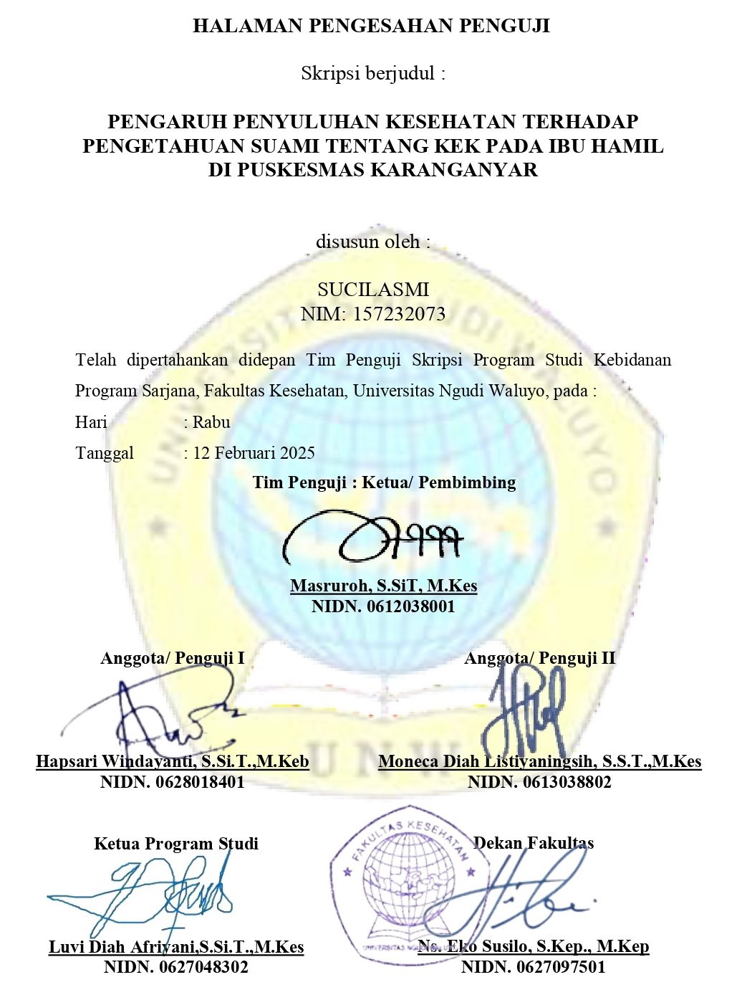 HALAMAN PENGESAHAN PENGUJI
Skripsi berjudul :
PENGARUH PENYULUHAN KESEHATAN TERHADAP
PENGETAHUAN SUAMI TENTANG KEK PADA IBU HAMIL
DI PUSKESMAS KARANGANYAR
disusun oleh :
SUCILASMI
NIM: 157232073
UNIVERSITAS NGUDI WALUYO
Telah dipertahankan didepan Tim Penguji Skripsi Program Studi Kebidanan
Program Sarjana, Fakultas Kesehatan, Universitas Ngudi Waluyo, pada :
Hari : Rabu
Tanggal : 12 Februari 2025
Tim Penguji : Ketua/ Pembimbing
Masruroh, S.SiT, M.Kes
NIDN. 0612038001
Anggota/ Penguji I
Anggota/ Penguji II
Hapsari Windayanti, S.Si.T.,M.Keb
NIDN. 0628018401
Moneca Diah Listiyaningsih, S.S.T.,M.Kes
NIDN. 0613038802
UNW
Ketua Program Studi
Dekan Fakultas
FAKULTAS KESEHATAN
UNIVERSITAS NGUDI WALUYO
Luvi Diah Afriyani,S.Si.T.,M.Kes
NIDN. 0627048302
Ns. Eko Susilo, S.Kep., M.Kep
NIDN. 0627097501